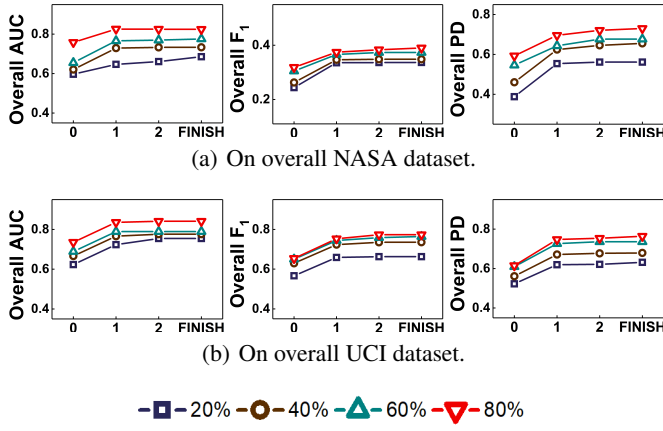 Overall AUC
0.8
0.6
0.4
0 1 2 FINISH
Overall F1
0.4
0.2
0 1 2 FINISH
Overall PD
0.8
0.6
0.4
0 1 2 FINISH
(a) On overall NASA dataset.
Overall AUC
0.8
0.6
0.4
0 1 2 FINISH
Overall F1
0.8
0.6
0.4
0 1 2 FINISH
Overall PD
0.8
0.6
0.4
0 1 2 FINISH
(b) On overall UCI dataset.
20% 40% 60% 80%